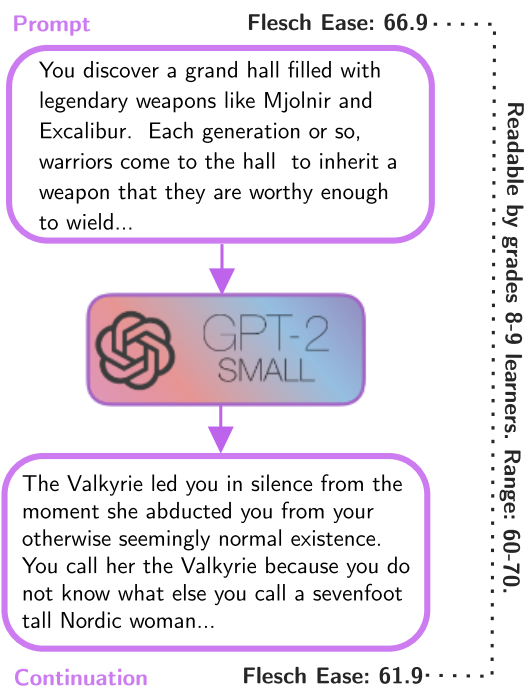 Prompt
Flesch Ease: 66.9
You discover a grand hall filled with
legendary weapons like Mjolnir and
Excalibur. Each generation or so,
warriors come to the hall to inherit a
weapon that they are worthy enough
to wield...
GPT-2
SMALL
The Valkyrie led you in silence from the
moment she abducted you from your
otherwise seemingly normal existence.
You call her the Valkyrie because you do
not know what else you call a sevenfoot
tall Nordic woman...
Continuation
Flesch Ease: 61.9
Readable by grades 8-9 learners. Range: 60-70.